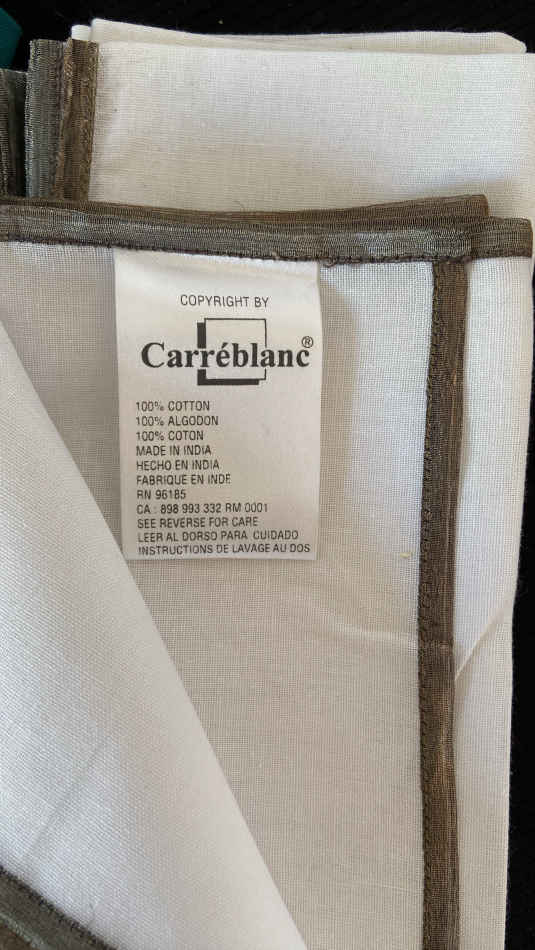 COPYRIGHT BY
Carréblanc®
100% COTTON
100% ALGODON
100% COTON
MADE IN INDIA
HECHO EN INDIA
FABRIQUE EN INDE
RN 96185
CA : 898 993 332 RM 0001
SEE REVERSE FOR CARE
LEER AL DORSO PARA CUIDADO
INSTRUCTIONS DE LAVAGE AU DOS